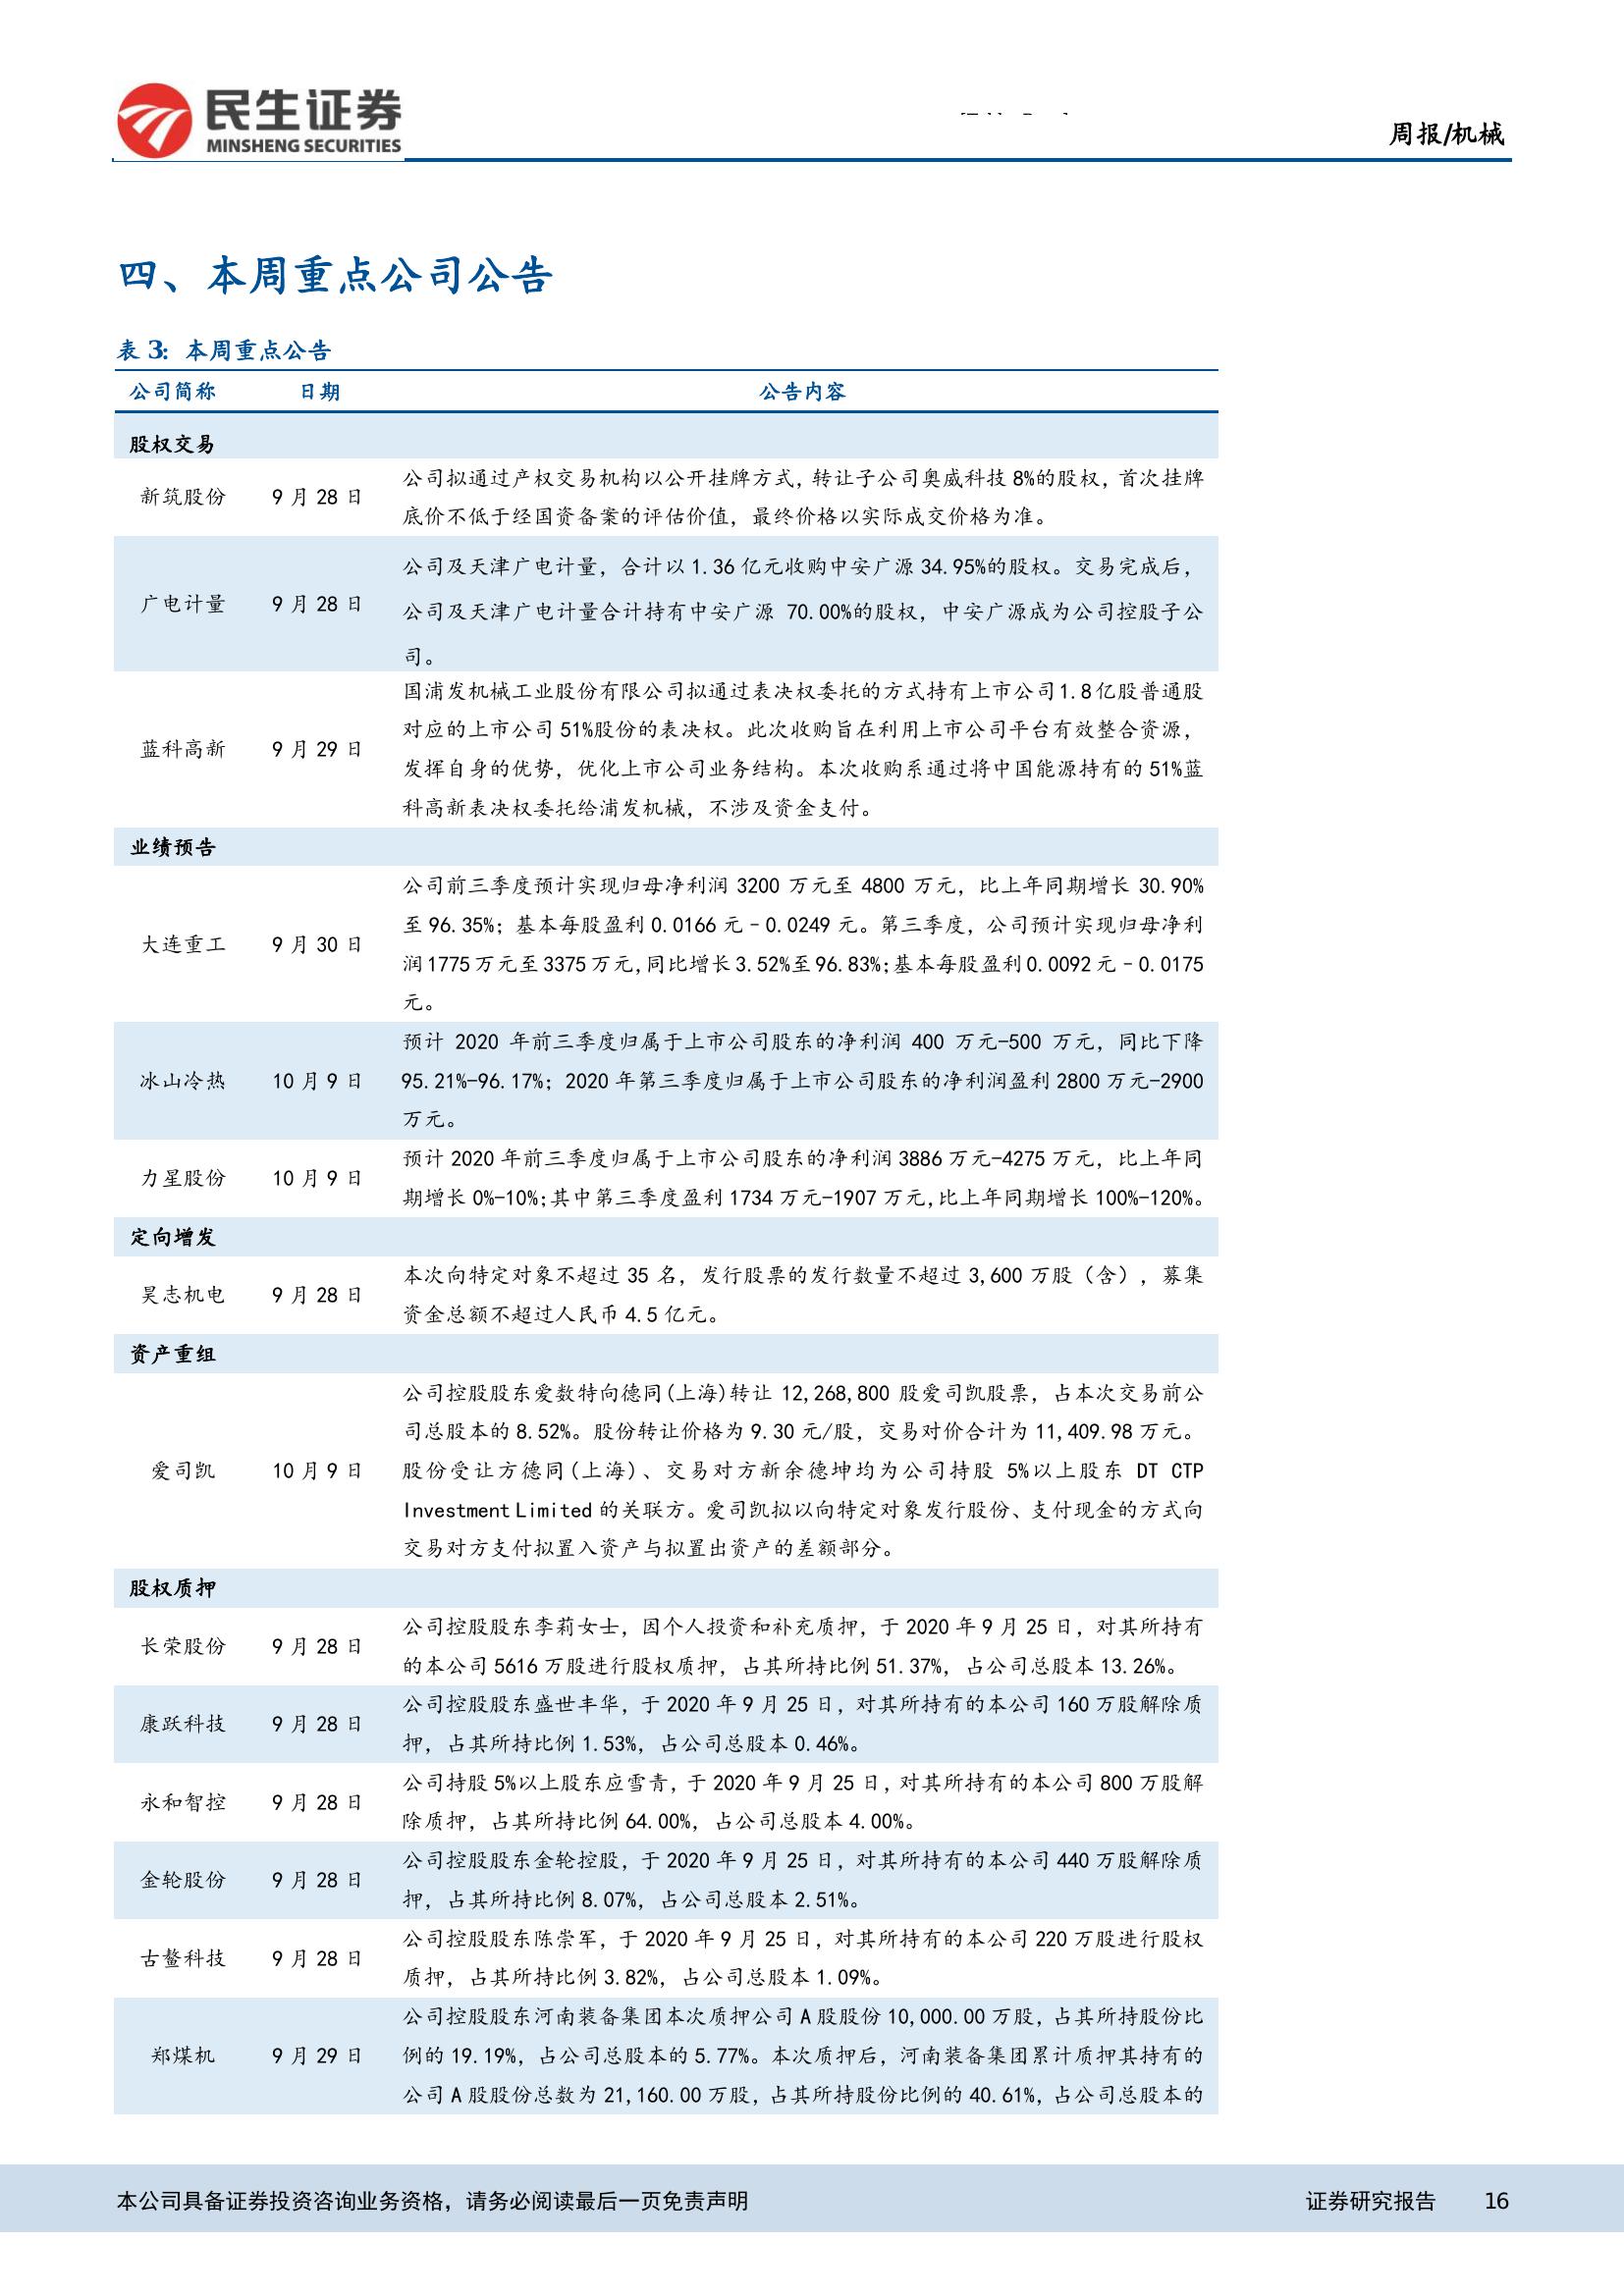 民生证券
MINSHENG SECURITIES
周报/机械
四、本周重点公司公告
表 3：本周重点公告
公司简称 日期 公告内容
股权交易
新筑股份 9 月 28 日 公司拟通过产权交易机构以公开挂牌方式，转让子公司奥威科技 8%的股权，首次挂牌
底价不低于经国资备案的评估价值，最终价格以实际成交价格为准。
广电计量 9 月 28 日 公司及天津广电计量，合计以 1.36 亿元收购中安广源 34.95%的股权。交易完成后，
公司及天津广电计量合计持有中安广源 70.00%的股权，中安广源成为公司控股子公
司。
蓝科高新 9 月 29 日 国浦发机械工业股份有限公司拟通过表决权委托的方式持有上市公司1.8亿股普通股
对应的上市公司 51%股份的表决权。此次收购旨在利用上市公司平台有效整合资源，
发挥自身的优势，优化上市公司业务结构。本次收购系通过将中国能源持有的 51%蓝
科高新表决权委托给浦发机械，不涉及资金支付。
业绩预告
大连重工 9 月 30 日 公司前三季度预计实现归母净利润 3200 万元至 4800 万元，比上年同期增长 30.90%
至 96.35%；基本每股盈利 0.0166 元–0.0249 元。第三季度，公司预计实现归母净利
润1775万元至3375万元,同比增长3.52%至96.83%;基本每股盈利0.0092元–0.0175
元。
冰山冷热 10 月 9 日 预计 2020 年前三季度归属于上市公司股东的净利润 400 万元-500 万元，同比下降
95.21%-96.17%；2020 年第三季度归属于上市公司股东的净利润盈利 2800 万元-2900
万元。
力星股份 10 月 9 日 预计 2020 年前三季度归属于上市公司股东的净利润 3886 万元-4275 万元，比上年同
期增长 0%-10%;其中第三季度盈利 1734 万元-1907 万元,比上年同期增长 100%-120%。
定向增发
昊志机电 9 月 28 日 本次向特定对象不超过 35 名，发行股票的发行数量不超过 3,600 万股（含），募集
资金总额不超过人民币 4.5 亿元。
资产重组
爱司凯 10 月 9 日 公司控股股东爱数特向德同(上海)转让 12,268,800 股爱司凯股票，占本次交易前公
司总股本的 8.52%。股份转让价格为 9.30 元/股，交易对价合计为 11,409.98 万元。
股份受让方德同(上海)、交易对方新余德坤均为公司持股 5%以上股东 DT CTP
Investment Limited 的关联方。爱司凯拟以向特定对象发行股份、支付现金的方式向
交易对方支付拟置入资产与拟置出资产的差额部分。
股权质押
长荣股份 9 月 28 日 公司控股股东李莉女士，因个人投资和补充质押，于 2020 年 9 月 25 日，对其所持有
的本公司 5616 万股进行股权质押，占其所持比例 51.37%，占公司总股本 13.26%。
康跃科技 9 月 28 日 公司控股股东盛世丰华，于 2020 年 9 月 25 日，对其所持有的本公司 160 万股解除质
押，占其所持比例 1.53%，占公司总股本 0.46%。
永和智控 9 月 28 日 公司持股 5%以上股东应雪青，于 2020 年 9 月 25 日，对其所持有的本公司 800 万股解
除质押，占其所持比例 64.00%，占公司总股本 4.00%。
金轮股份 9 月 28 日 公司控股股东金轮控股，于 2020 年 9 月 25 日，对其所持有的本公司 440 万股解除质
押，占其所持比例 8.07%，占公司总股本 2.51%。
古鳌科技 9 月 28 日 公司控股股东陈崇军，于 2020 年 9 月 25 日，对其所持有的本公司 220 万股进行股权
质押，占其所持比例 3.82%，占公司总股本 1.09%。
郑煤机 9 月 29 日 公司控股股东河南装备集团本次质押公司 A 股股份 10,000.00 万股，占其所持股份比
例的 19.19%，占公司总股本的 5.77%。本次质押后，河南装备集团累计质押其持有的
公司 A 股股份总数为 21,160.00 万股，占其所持股份比例的 40.61%，占公司总股本的
本公司具备证券投资咨询业务资格，请务必阅读最后一页免责声明 证券研究报告 16